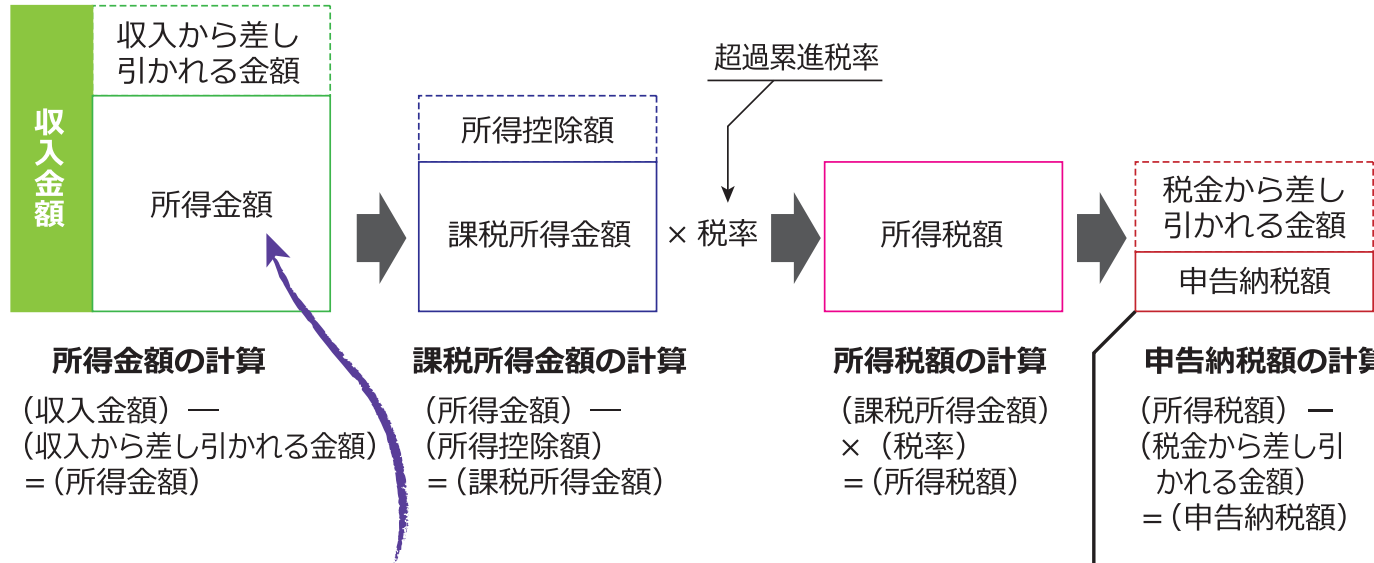 収入金額
収入から差し
引かれる金額
所得金額
所得控除額
課税所得金額
× 税率
超過累進税率
所得税額
税金から差し
引かれる金額
申告納税額
所得金額の計算
（収入金額）—
（収入から差し引かれる金額）
=（所得金額）
課税所得金額の計算
（所得金額）—
（所得控除額）
=（課税所得金額）
所得税額の計算
（課税所得金額）
×（税率）
=（所得税額）
申告納税額の計算
（所得税額）—
（税金から差し引
かれる金額）
=（申告納税額）